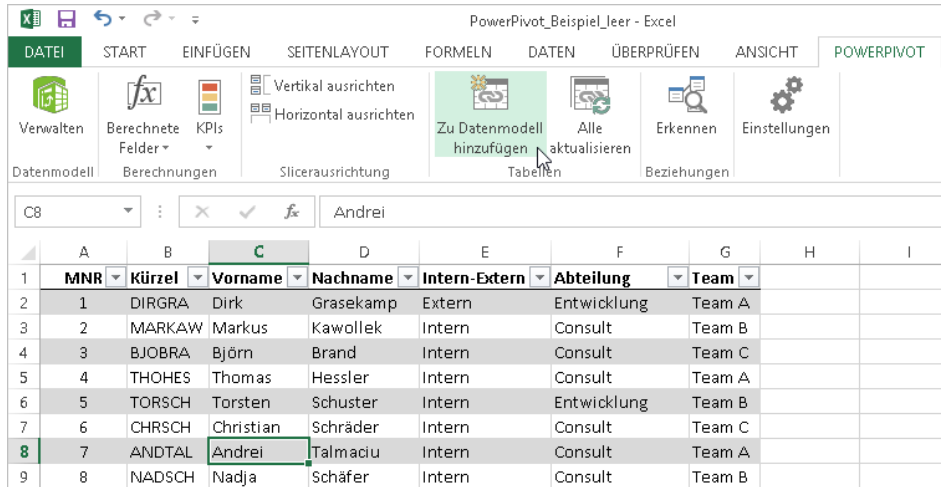 PowerPivot_Beispiel_leer - Excel
DATEI START EINFÜGEN SEITENLAYOUT FORMELN DATEN ÜBERPRÜFEN ANSICHT POWERPIVOT
Verwalten
Berechnete Felder
KPIs
Vertikal ausrichten
Horizontal ausrichten
Zu Datenmodell hinzufügen
Alle aktualisieren
Erkennen
Einstellungen
Datenmodell Berechnungen Slicerausrichtung Tabellen Beziehungen
C8 fx Andrei
A B C D E F G H I
1 MNR Kürzel Vorname Nachname Intern-Extern Abteilung Team
2 1 DIRGRA Dirk Grasekamp Extern Entwicklung Team A
3 2 MARKAW Markus Kawollek Intern Consult Team B
4 3 BJOBRA Björn Brand Intern Consult Team C
5 4 THOHES Thomas Hessler Intern Consult Team A
6 5 TORSCH Torsten Schuster Intern Entwicklung Team B
7 6 CHRSCH Christian Schräder Intern Consult Team C
8 7 ANDTAL Andrei Talmaciu Intern Consult Team A
9 8 NADSCH Nadja Schäfer Intern Consult Team B